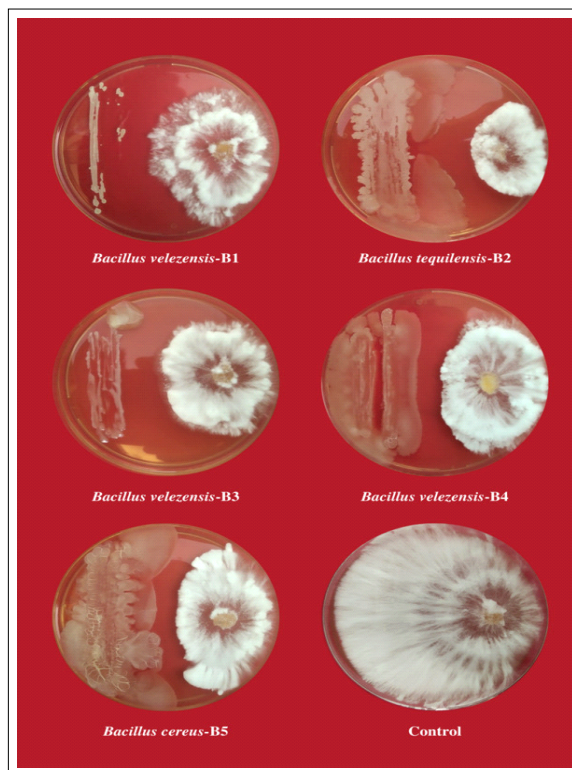 Bacillus velezensis-B1
Bacillus tequilensis-B2
Bacillus velezensis-B3
Bacillus velezensis-B4
Bacillus cereus-B5
Control